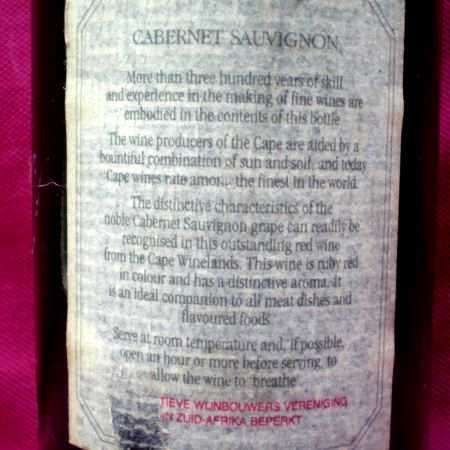 CABERNET SAUVIGNON
More than three hundred years of skill
and experience in the making of fine wines are
embodied in the contents of this bottle
The wine producers of the Cape are aided by a
bountiful combination of sun and soil, and today
Cape wines rate amon... the finest in the world.
The distinctive characteristics of the
noble Cabernet Sauvignon grape can readily be
recognised in this outstanding red wine
from the Cape Winelands. This wine is ruby red
in colour and has a distinctive aroma. It
is an ideal companion to all meat dishes and
flavoured foods.
Serve at room temperature and, if possible,
open an hour or more before serving, to
allow the wine to "breathe"
TIEVE WIJNBOUWERS VERENIGING
IN ZUID-AFRIKA BEPERKT